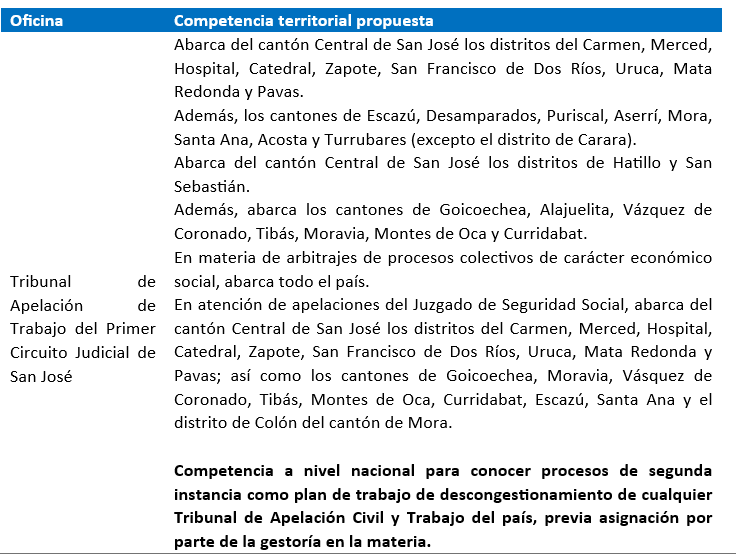 Oficina
Competencia territorial propuesta
Tribunal de
Apelación de
Trabajo del Primer
Circuito Judicial de
San José
Abarca del cantón Central de San José los distritos del Carmen, Merced,
Hospital, Catedral, Zapote, San Francisco de Dos Ríos, Uruca, Mata
Redonda y Pavas.
Además, los cantones de Escazú, Desamparados, Puriscal, Aserrí, Mora,
Santa Ana, Acosta y Turrubares (excepto el distrito de Carara).
Abarca del cantón Central de San José los distritos de Hatillo y San
Sebastián.
Además, abarca los cantones de Goicoechea, Alajuelita, Vázquez de
Coronado, Tibás, Moravia, Montes de Oca y Curridabat.
En materia de arbitrajes de procesos colectivos de carácter económico
social, abarca todo el país.
En atención de apelaciones del Juzgado de Seguridad Social, abarca del
cantón Central de San José los distritos del Carmen, Merced, Hospital,
Catedral, Zapote, San Francisco de Dos Ríos, Uruca, Mata Redonda y
Pavas; así como los cantones de Goicoechea, Moravia, Vásquez de
Coronado, Tibás, Montes de Oca, Curridabat, Escazú, Santa Ana y el
distrito de Colón del cantón de Mora.
Competencia a nivel nacional para conocer procesos de segunda
instancia como plan de trabajo de descongestionamiento de cualquier
Tribunal de Apelación Civil y Trabajo del país, previa asignación por
parte de la gestoría en la materia.